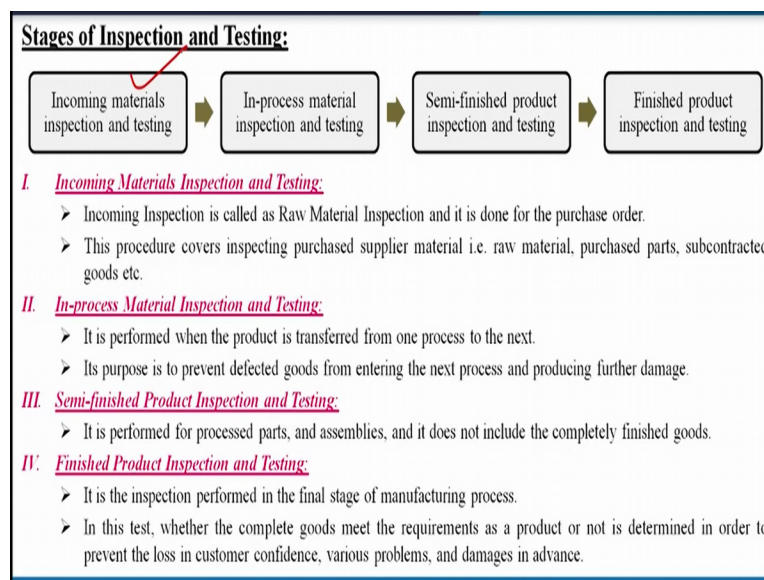 Stages of Inspection and Testing:
Incoming materials
inspection and testing
In-process material
inspection and testing
Semi-finished product
inspection and testing
Finished product
inspection and testing
I. Incoming Materials Inspection and Testing:
➢ Incoming Inspection is called as Raw Material Inspection and it is done for the purchase order.
➢ This procedure covers inspecting purchased supplier material i.e. raw material, purchased parts, subcontracted
goods etc.
II. In-process Material Inspection and Testing:
➢ It is performed when the product is transferred from one process to the next.
➢ Its purpose is to prevent defected goods from entering the next process and producing further damage.
III. Semi-finished Product Inspection and Testing:
➢ It is performed for processed parts, and assemblies, and it does not include the completely finished goods.
IV. Finished Product Inspection and Testing:
➢ It is the inspection performed in the final stage of manufacturing process.
➢ In this test, whether the complete goods meet the requirements as a product or not is determined in order to
prevent the loss in customer confidence, various problems, and damages in advance.